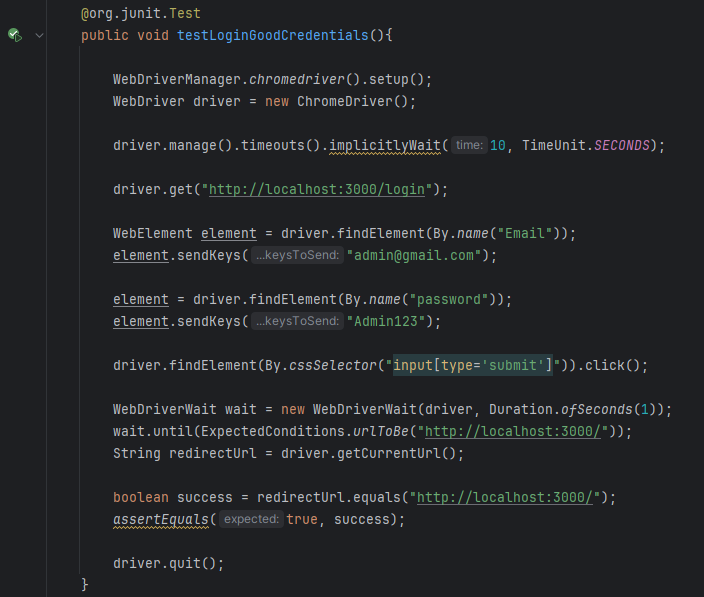 @org.junit.Test
public void testLoginGoodCredentials(){
WebDriverManager.chromedriver().setup();
WebDriver driver = new ChromeDriver();
driver.manage().timeouts().implicitlyWait( time: 10, TimeUnit.SECONDS);
driver.get("http://localhost:3000/login");
WebElement element = driver.findElement(By.name("Email"));
element.sendKeys( ...keysToSend: "admin@gmail.com");
element = driver.findElement(By.name("password"));
element.sendKeys( ...keysToSend: "Admin123");
driver.findElement(By.cssSelector("input[type='submit']")).click();
WebDriverWait wait = new WebDriverWait(driver, Duration.ofSeconds(1));
wait.until(ExpectedConditions.urlToBe("http://localhost:3000/"));
String redirectUrl = driver.getCurrentUrl();
boolean success = redirectUrl.equals("http://localhost:3000/");
assertEquals( expected: true, success);
driver.quit();
}